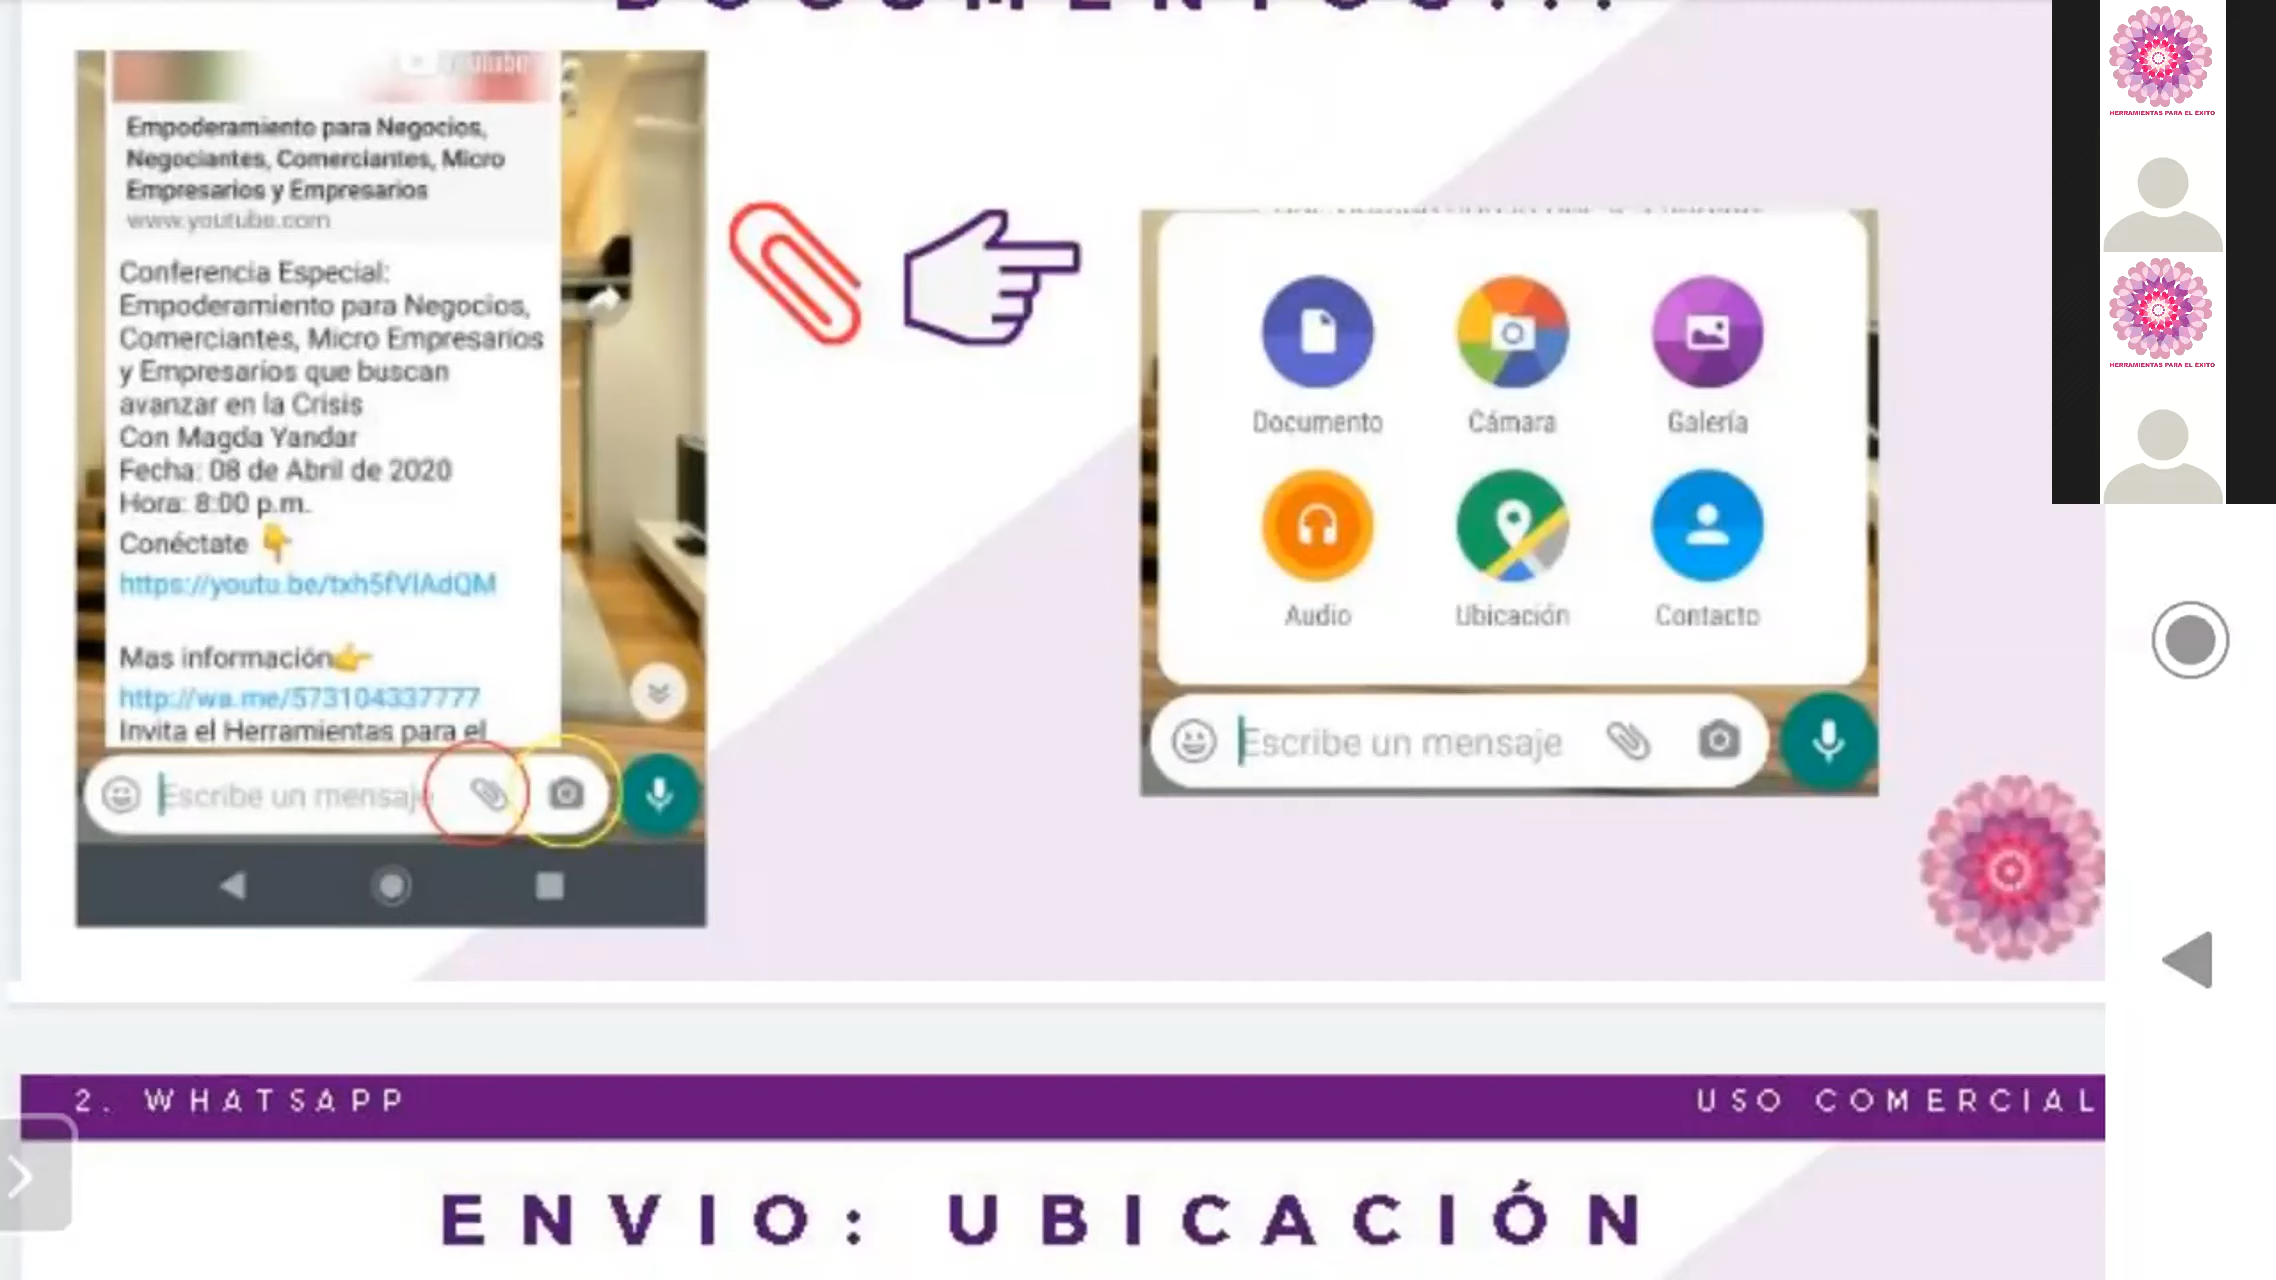 DOCUMENTOS...
YouTube
Empoderamiento para Negocios,
Negociantes, Comerciantes, Micro
Empresarios y Empresarios
www.youtube.com
Conferencia Especial:
Empoderamiento para Negocios,
Comerciantes, Micro Empresarios
y Empresarios que buscan
avanzar en la Crisis
Con Magda Yandar
Fecha: 08 de Abril de 2020
Hora: 8:00 p.m.
Conéctate 👇
https://youtu.be/txh5fVlAdQM
Mas información👉
http://wa.me/573104337777
Invita el Herramientas para el
Escribe un mensaje
Documento
Cámara
Galería
Audio
Ubicación
Contacto
Escribe un mensaje
HERRAMIENTAS PARA EL EXITO
HERRAMIENTAS PARA EL EXITO
2. WHATSAPP
USO COMERCIAL
ENVIO: UBICACIÓN